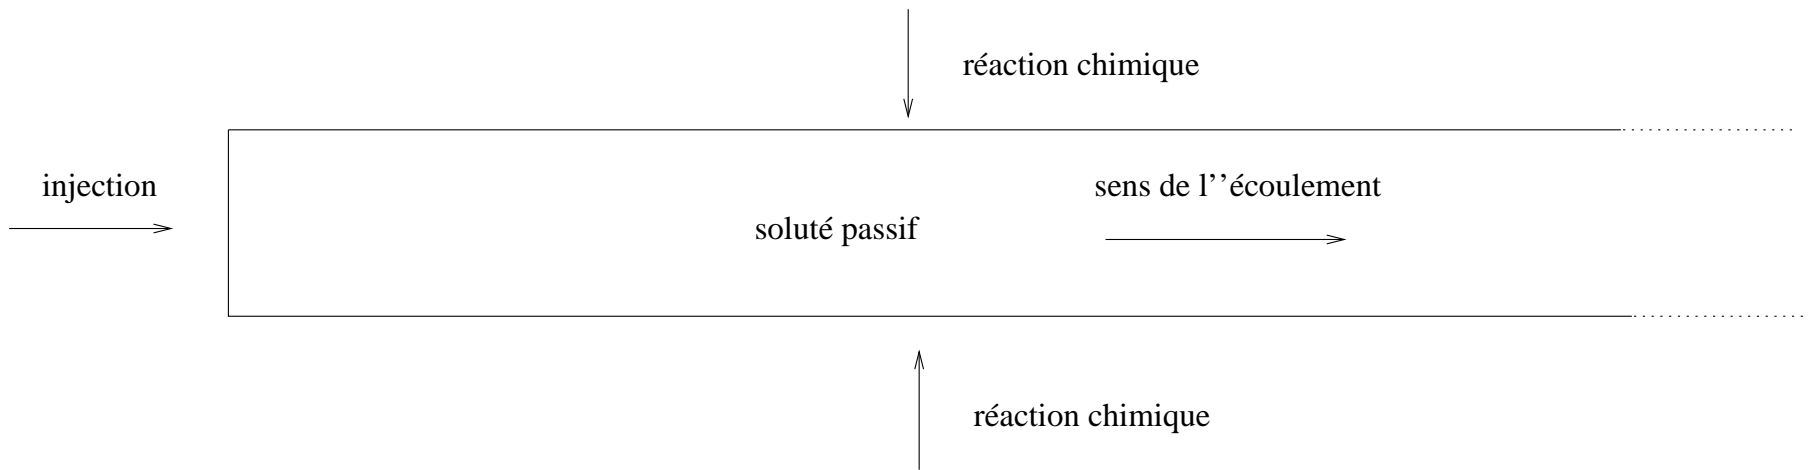 réaction chimique
injection
sens de l’’écoulement
soluté passif
réaction chimique